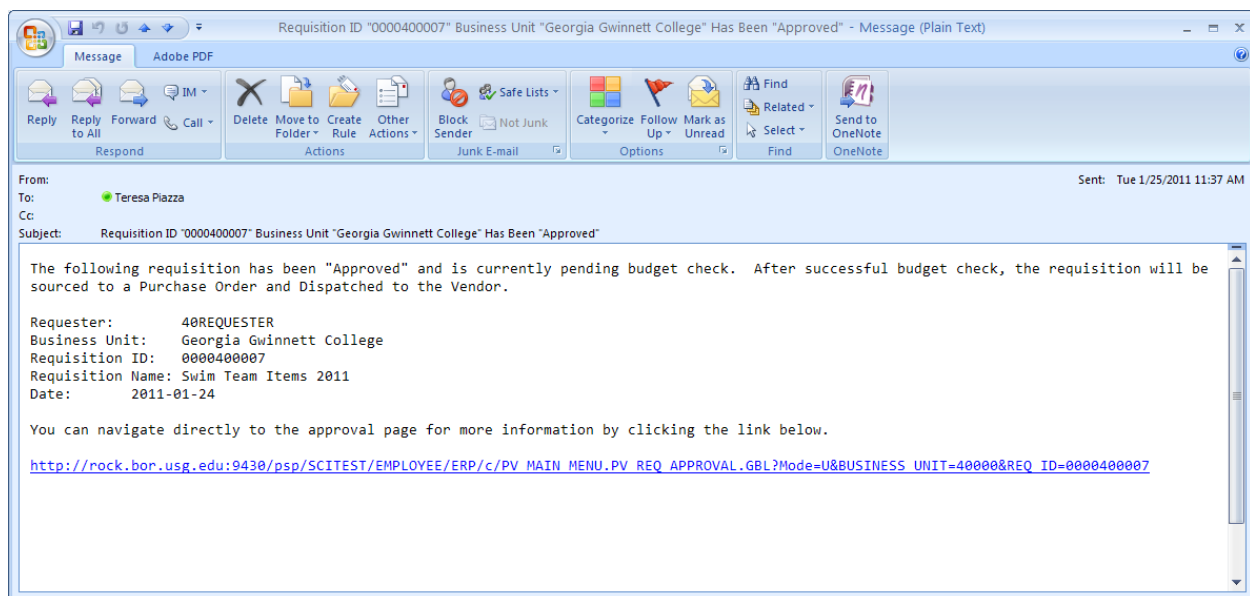 Requisition ID "0000400007" Business Unit "Georgia Gwinnett College" Has Been "Approved" - Message (Plain Text)
Message Adobe PDF
Reply Reply to All Forward IM Call
Respond
Delete Move to Folder Create Rule Other Actions
Actions
Block Sender Safe Lists Not Junk
Junk E-mail
Categorize Follow Up Mark as Unread
Options
Find Related Select
Find
Send to OneNote
OneNote
From:
Sent: Tue 1/25/2011 11:37 AM
To: Teresa Piazza
Cc:
Subject: Requisition ID "0000400007" Business Unit "Georgia Gwinnett College" Has Been "Approved"
The following requisition has been "Approved" and is currently pending budget check. After successful budget check, the requisition will be
sourced to a Purchase Order and Dispatched to the Vendor.
Requester: 40REQUESTER
Business Unit: Georgia Gwinnett College
Requisition ID: 0000400007
Requisition Name: Swim Team Items 2011
Date: 2011-01-24
You can navigate directly to the approval page for more information by clicking the link below.
http://rock.bor.usg.edu:9430/psp/SCITEST/EMPLOYEE/ERP/c/PV_MAIN_MENU.PV_REQ_APPROVAL.GBL?Mode=U&BUSINESS_UNIT=40000&REQ_ID=0000400007